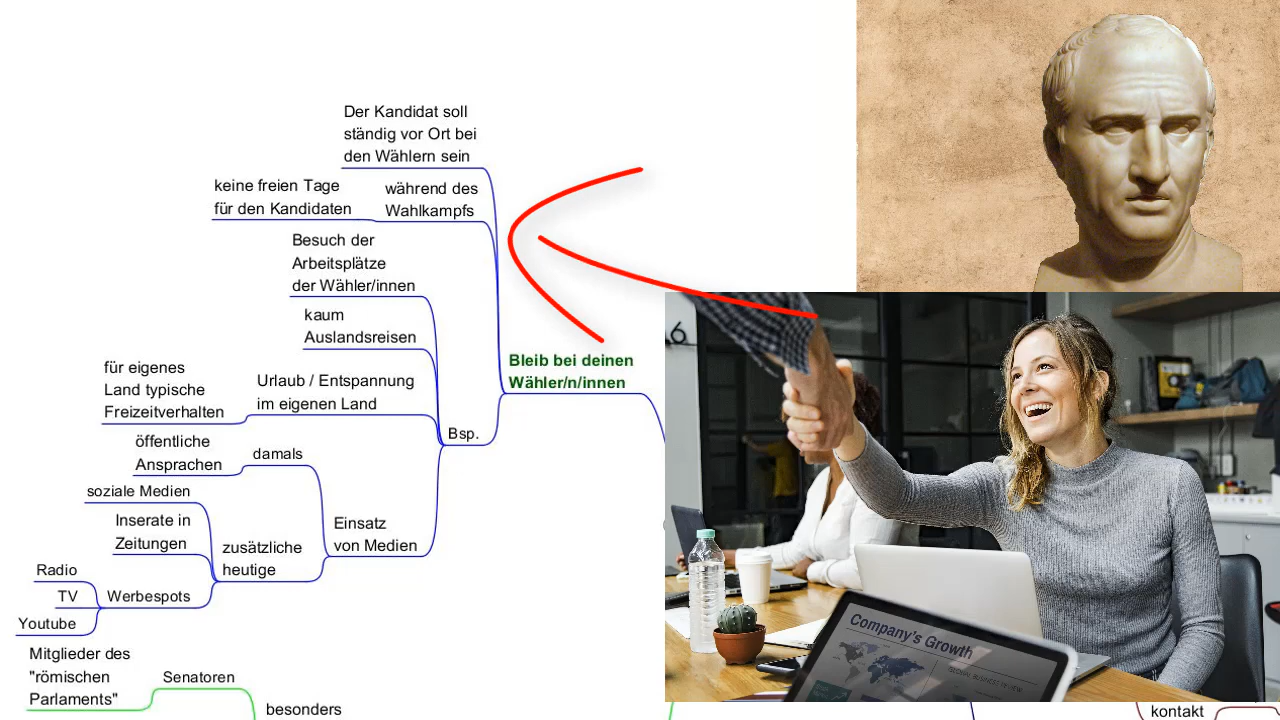 Der Kandidat soll
ständig vor Ort bei
den Wählern sein
keine freien Tage
für den Kandidaten
während des
Wahlkampfs
Besuch der
Arbeitsplätze
der Wähler/innen
kaum
Auslandsreisen
für eigenes
Land typische
Freizeitverhalten
Urlaub / Entspannung
im eigenen Land
Bleib bei deinen
Wähler/n/innen
Bsp.
öffentliche
Ansprachen
damals
soziale Medien
Inserate in
Zeitungen
zusätzliche
heutige
Einsatz
von Medien
Radio
TV
Youtube
Werbespots
Mitglieder des
"römischen
Parlaments"
Senatoren
besonders
6
Company's Growth
kontakt